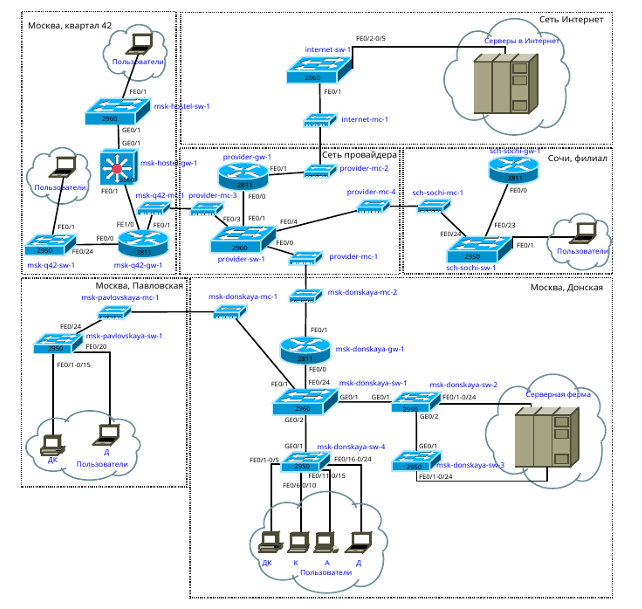 Москва, квартал 42
Пользователи
FE0/1
msk-hostel-sw-1
2960
GE0/1
GE0/1
msk-hostel-gw-1
FE0/1
Пользователи
msk-q42-mc-1
FE1/0
FE0/1
FE0/1
FE0/0
2950
FE0/24
2811
msk-q42-sw-1
msk-q42-gw-1
Сеть Интернет
internet-sw-1
FE0/2-0/5
Серверы в Интернет
2960
FE0/1
internet-mc-1
Сеть провайдера
provider-gw-1
FE0/1
provider-mc-2
2811
FE0/0
provider-mc-3
provider-mc-4
FE0/3
FE0/1
FE0/4
2960
FE0/0
provider-sw-1
provider-mc-1
Сочи, филиал
sch-sochi-gw-1
2811
FE0/0
sch-sochi-mc-1
FE0/24
FE0/23
FE0/1
2950
Пользователи
sch-sochi-sw-1
Москва, Павловская
msk-pavlovskaya-mc-1
FE0/24
msk-pavlovskaya-sw-1
2950
FE0/20
FE0/1-0/15
ДК
Д
Пользователи
Москва, Донская
msk-donskaya-mc-2
msk-donskaya-mc-1
FE0/1
msk-donskaya-gw-1
2811
FE0/0
FE0/1
FE0/24
msk-donskaya-sw-1
2960
GE0/1
GE0/1
msk-donskaya-sw-2
2950
FE0/1-0/24
Серверная ферма
GE0/2
GE0/2
GE0/1
msk-donskaya-sw-4
GE0/1
msk-donskaya-sw-3
2950
FE0/1-0/24
FE0/1-0/5
2950
FE0/16-0/24
FE0/6-0/10
FE0/11-0/15
ДК
К
А
Д
Пользователи